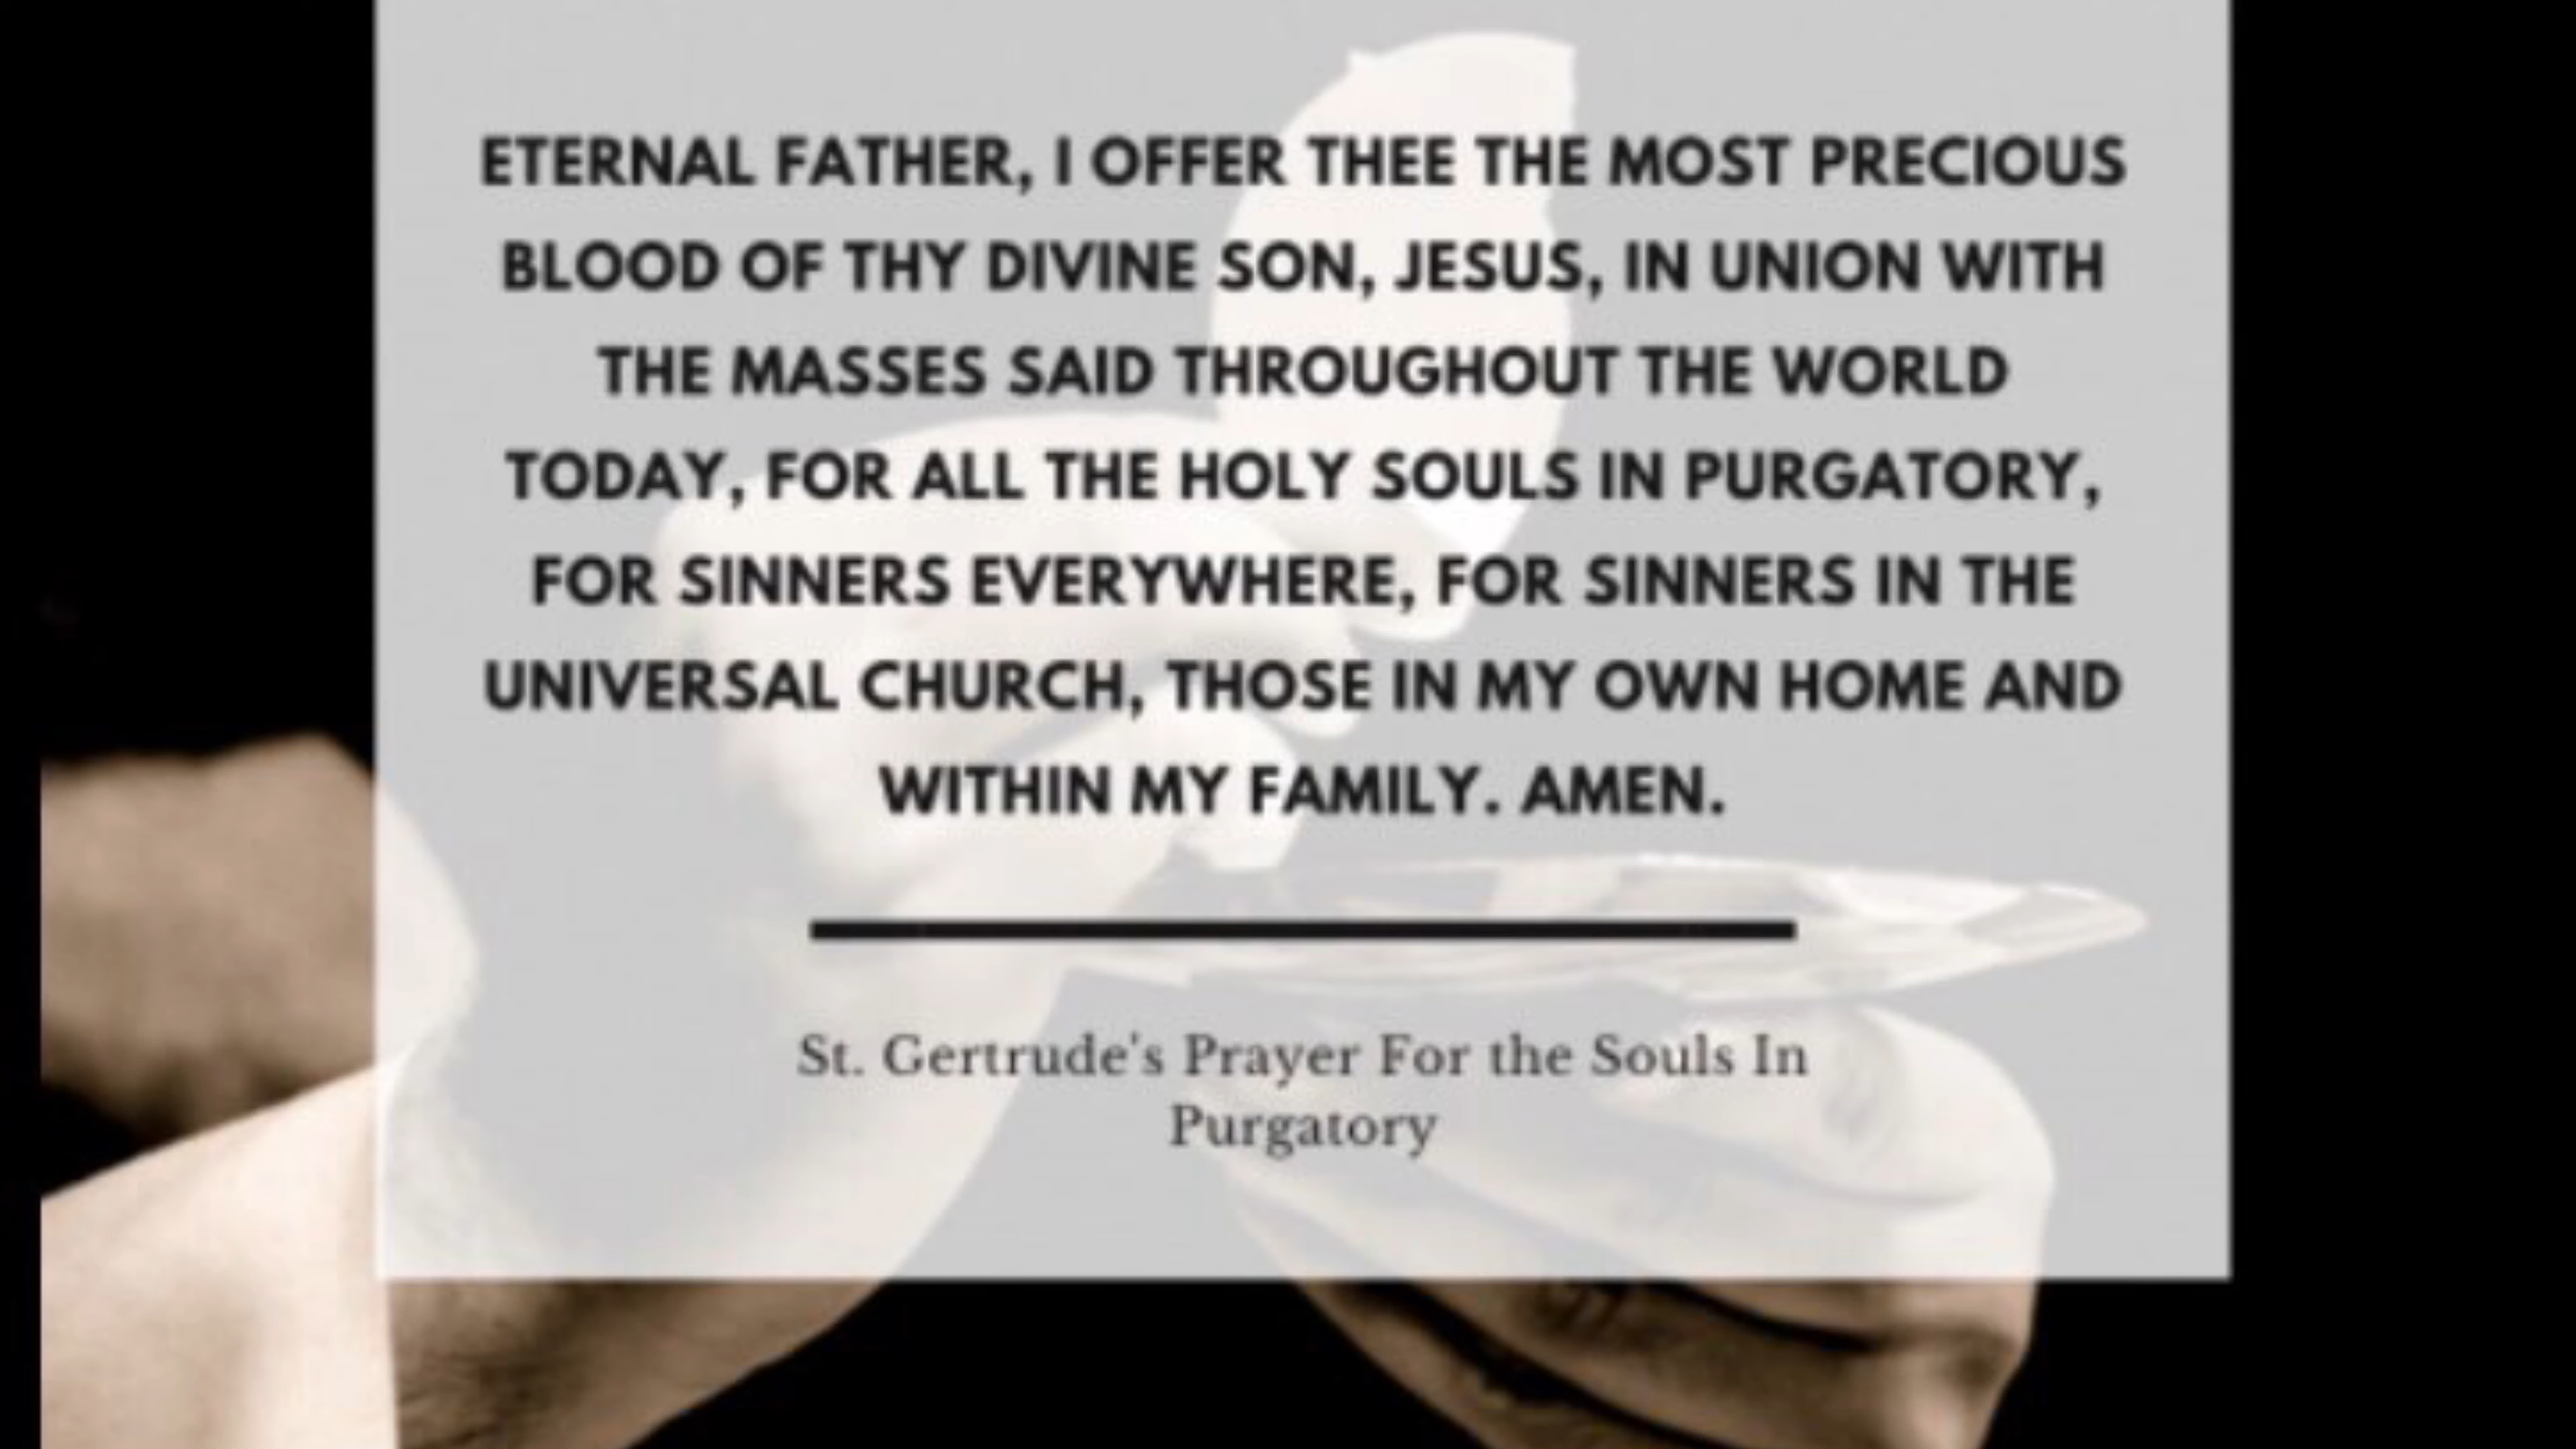 ETERNAL FATHER, I OFFER THEE THE MOST PRECIOUS
BLOOD OF THY DIVINE SON, JESUS, IN UNION WITH
THE MASSES SAID THROUGHOUT THE WORLD
TODAY, FOR ALL THE HOLY SOULS IN PURGATORY,
FOR SINNERS EVERYWHERE, FOR SINNERS IN THE
UNIVERSAL CHURCH, THOSE IN MY OWN HOME AND
WITHIN MY FAMILY. AMEN.
St. Gertrude's Prayer For the Souls In
Purgatory